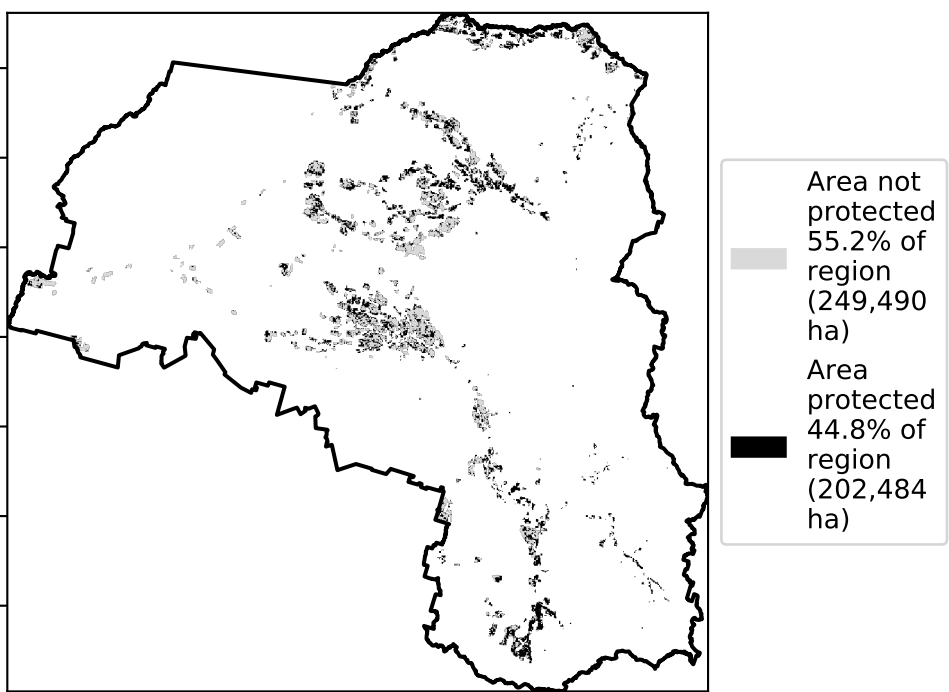 Area not
protected
55.2% of
region
(249,490
ha)
Area
protected
44.8% of
region
(202,484
ha)